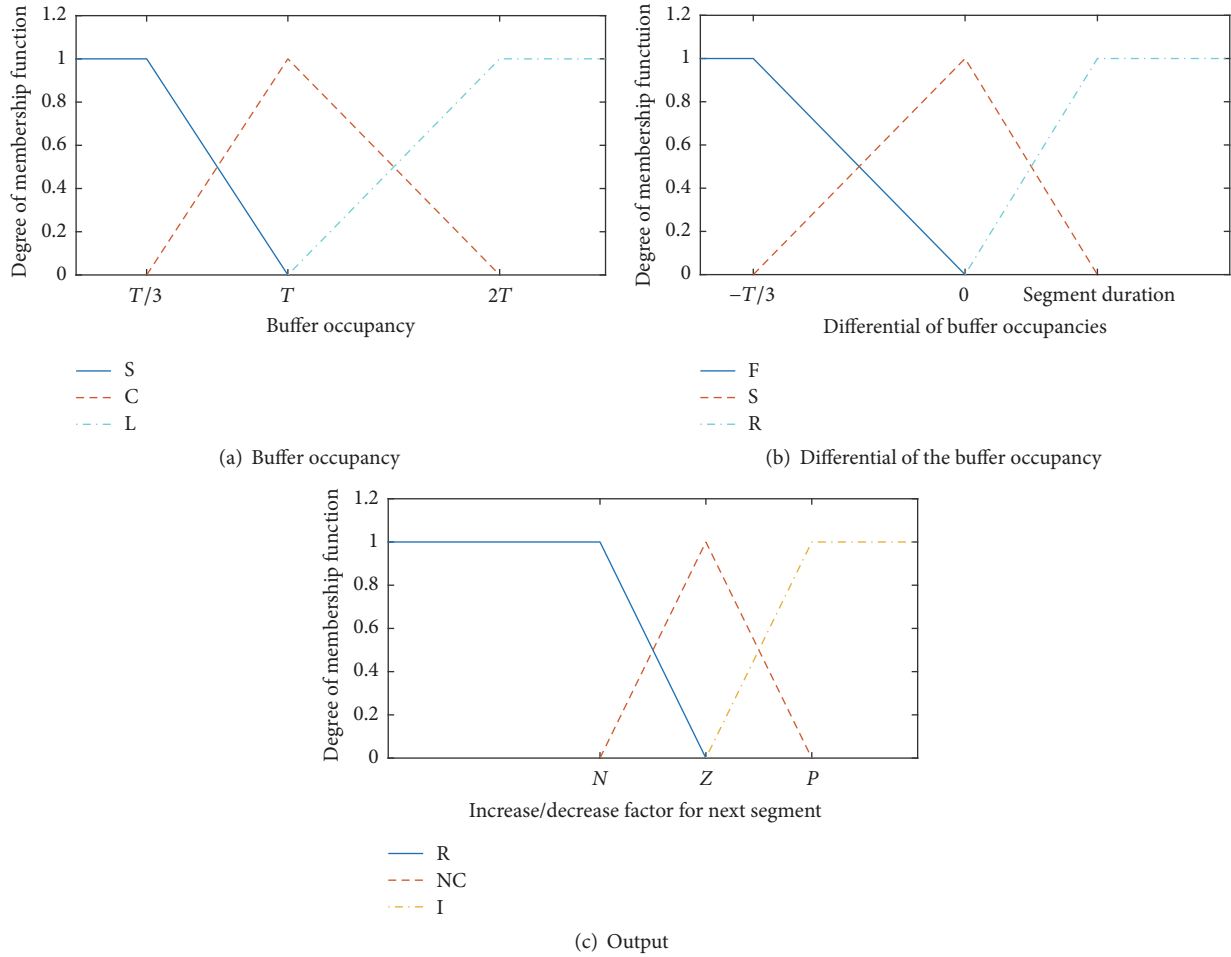 Degree of membership function
1.2
1
0.8
0.6
0.4
0.2
0
T/3
T
2T
Buffer occupancy
S
C
L
(a) Buffer occupancy
Degree of membership functuion
1.2
1
0.8
0.6
0.4
0.2
0
−T/3
0
Segment duration
Differential of buffer occupancies
F
S
R
(b) Differential of the buffer occupancy
Degree of membership function
1.2
1
0.8
0.6
0.4
0.2
0
N
Z
P
Increase/decrease factor for next segment
R
NC
I
(c) Output